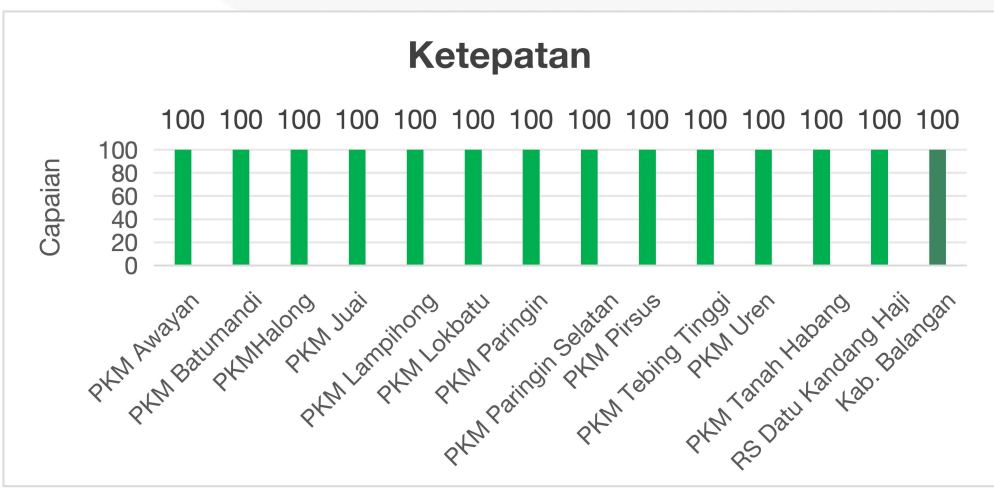 Ketepatan
100 100 100 100 100 100 100 100 100 100 100 100 100 100
Capaian
100
80
60
40
20
0
PKM Awayan
PKM Batumandi
PKMHalong
PKM Juai
PKM Lampihong
PKM Lokbatu
PKM Paringin
PKM Paringin Selatan
PKM Pirsus
PKM Tebing Tinggi
PKM Uren
PKM Tanah Habang
RS Datu Kandang Haji
Kab. Balangan